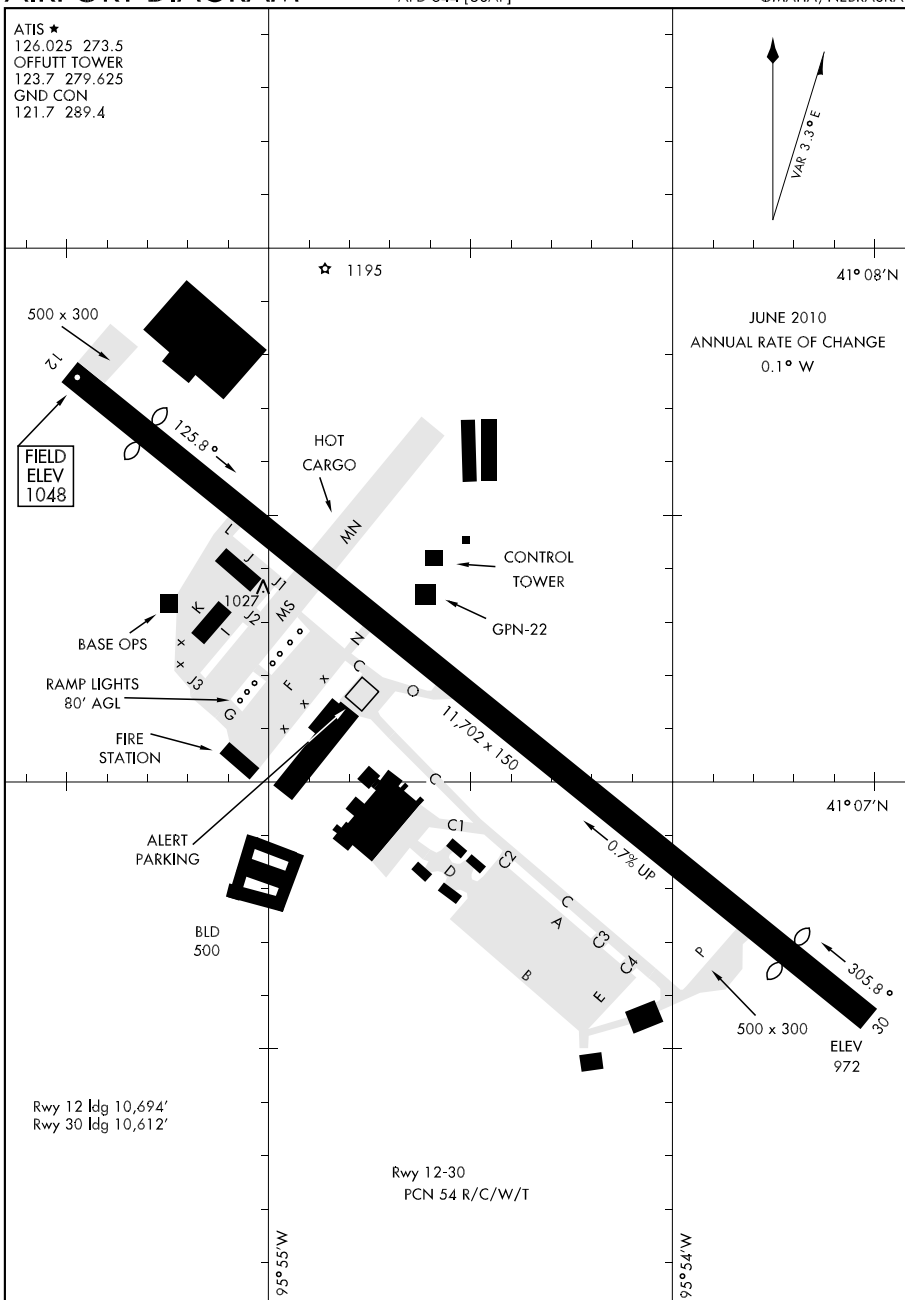 ATIS ★
126.025 273.5
OFFUTT TOWER
123.7 279.625
GND CON
121.7 289.4
VAR 3.3° E
1195
41° 08'N
500 x 300
JUNE 2010
ANNUAL RATE OF CHANGE
0.1° W
12
125.8°
FIELD
ELEV
1048
HOT
CARGO
MN
L
J
J1
1027
CONTROL
TOWER
K
J2
MS
I
GPN-22
BASE OPS
N
C
J3
F
O
RAMP LIGHTS
80' AGL
G
11,702 x 150
FIRE
STATION
C
41° 07'N
ALERT
PARKING
C1
C2
0.7% UP
D
C
A
BLD
500
C3
C4
P
B
E
305.8°
500 x 300
30
ELEV
972
Rwy 12 ldg 10,694'
Rwy 30 ldg 10,612'
Rwy 12-30
PCN 54 R/C/W/T
95° 55'W
95° 54'W